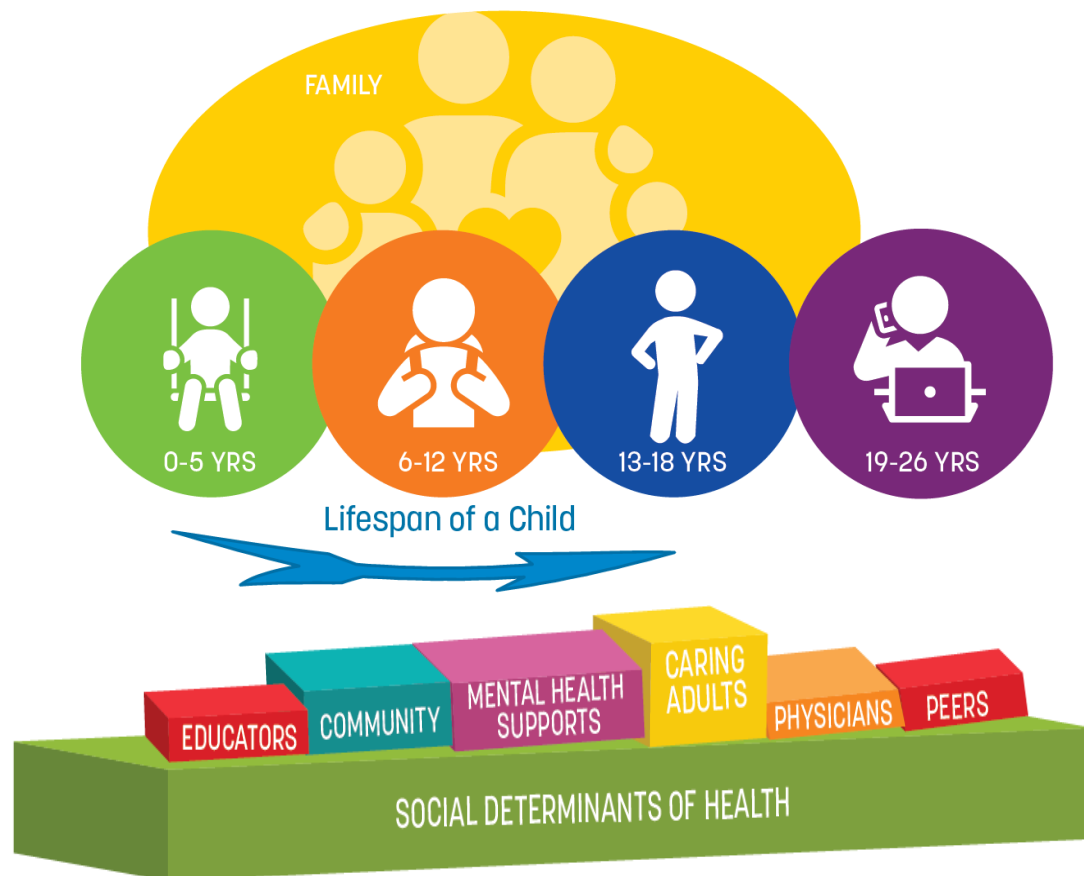 FAMILY
0-5 YRS
6-12 YRS
13-18 YRS
19-26 YRS
Lifespan of a Child
EDUCATORS
COMMUNITY
MENTAL HEALTH
SUPPORTS
CARING
ADULTS
PHYSICIANS
PEERS
SOCIAL DETERMINANTS OF HEALTH